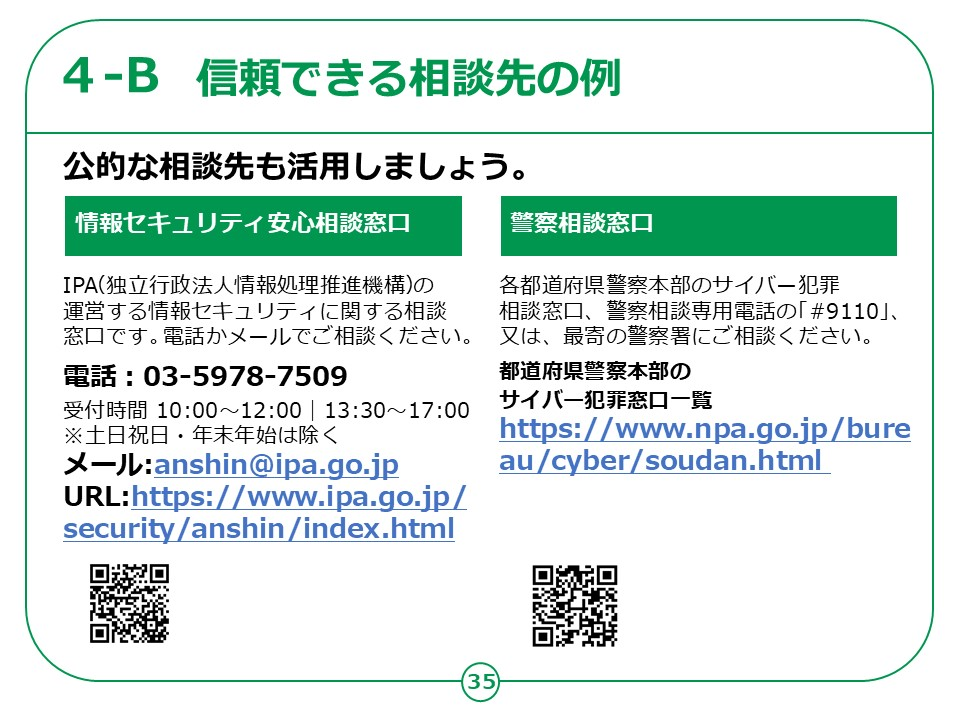 ４-B 信頼できる相談先の例
公的な相談先も活用しましょう。
情報セキュリティ安心相談窓口
IPA(独立行政法人情報処理推進機構)の
運営する情報セキュリティに関する相談
窓口です。電話かメールでご相談ください。
電話：03-5978-7509
受付時間 10:00～12:00｜13:30～17:00
※土日祝日・年末年始は除く
メール:anshin@ipa.go.jp
URL:https://www.ipa.go.jp/
security/anshin/index.html
警察相談窓口
各都道府県警察本部のサイバー犯罪
相談窓口、警察相談専用電話の「＃9110」、
又は、最寄の警察署にご相談ください。
都道府県警察本部の
サイバー犯罪窓口一覧
https://www.npa.go.jp/bure
au/cyber/soudan.html
35